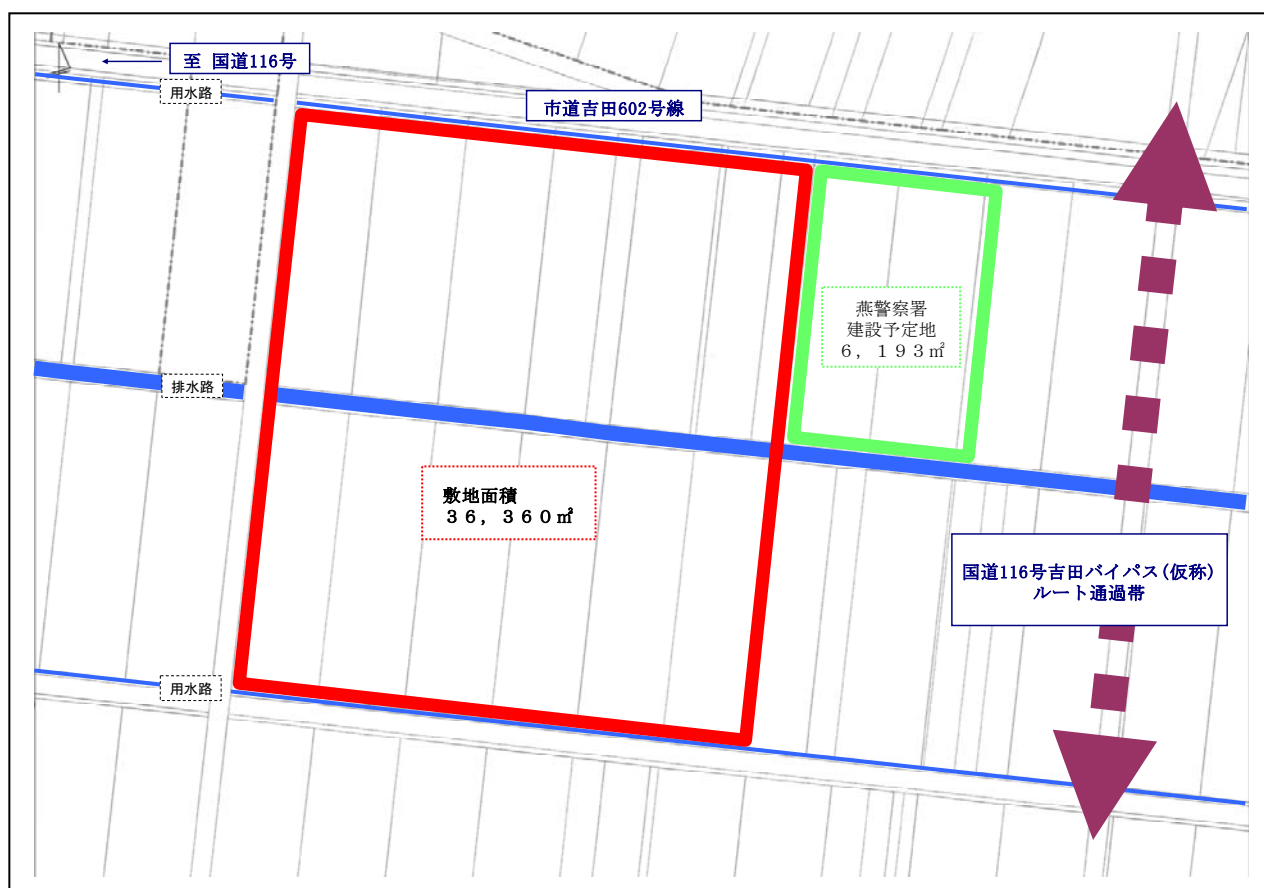 至 国道116号
用水路
市道吉田602号線
燕警察署
建設予定地
６，１９３㎡
排水路
敷地面積
３６，３６０㎡
国道116号吉田バイパス(仮称)
ルート通過帯
用水路